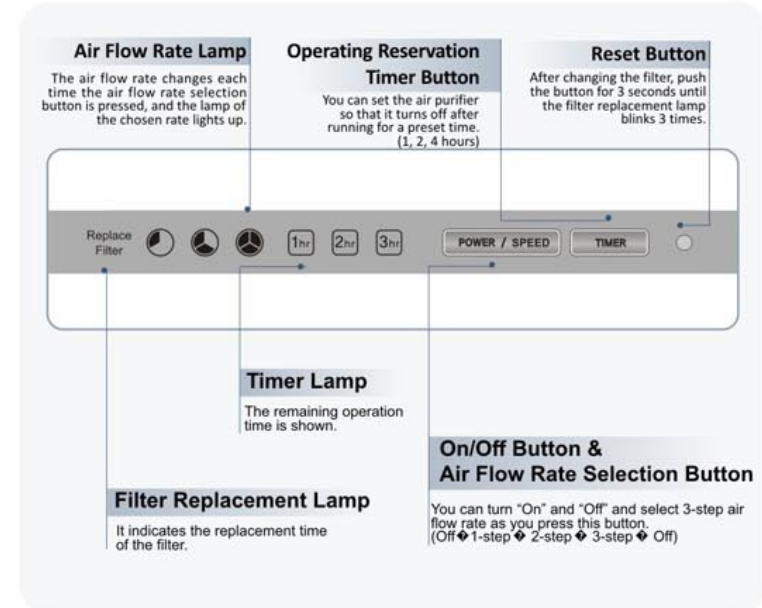 Air Flow Rate Lamp
The air flow rate changes each
time the air flow rate selection
button is pressed, and the lamp of
the chosen rate lights up.
Operating Reservation
Timer Button
You can set the air purifier
so that it turns off after
running for a preset time.
(1, 2, 4 hours)
Reset Button
After changing the filter, push
the button for 3 seconds until
the filter replacement lamp
blinks 3 times.
Replace
Filter
1hr
2hr
3hr
POWER / SPEED
TIMER
Timer Lamp
The remaining operation
time is shown.
On/Off Button &
Air Flow Rate Selection Button
You can turn “On” and “Off” and select 3-step air
flow rate as you press this button.
(Off�1-step� 2-step� 3-step� Off)
Filter Replacement Lamp
It indicates the replacement time
of the filter.